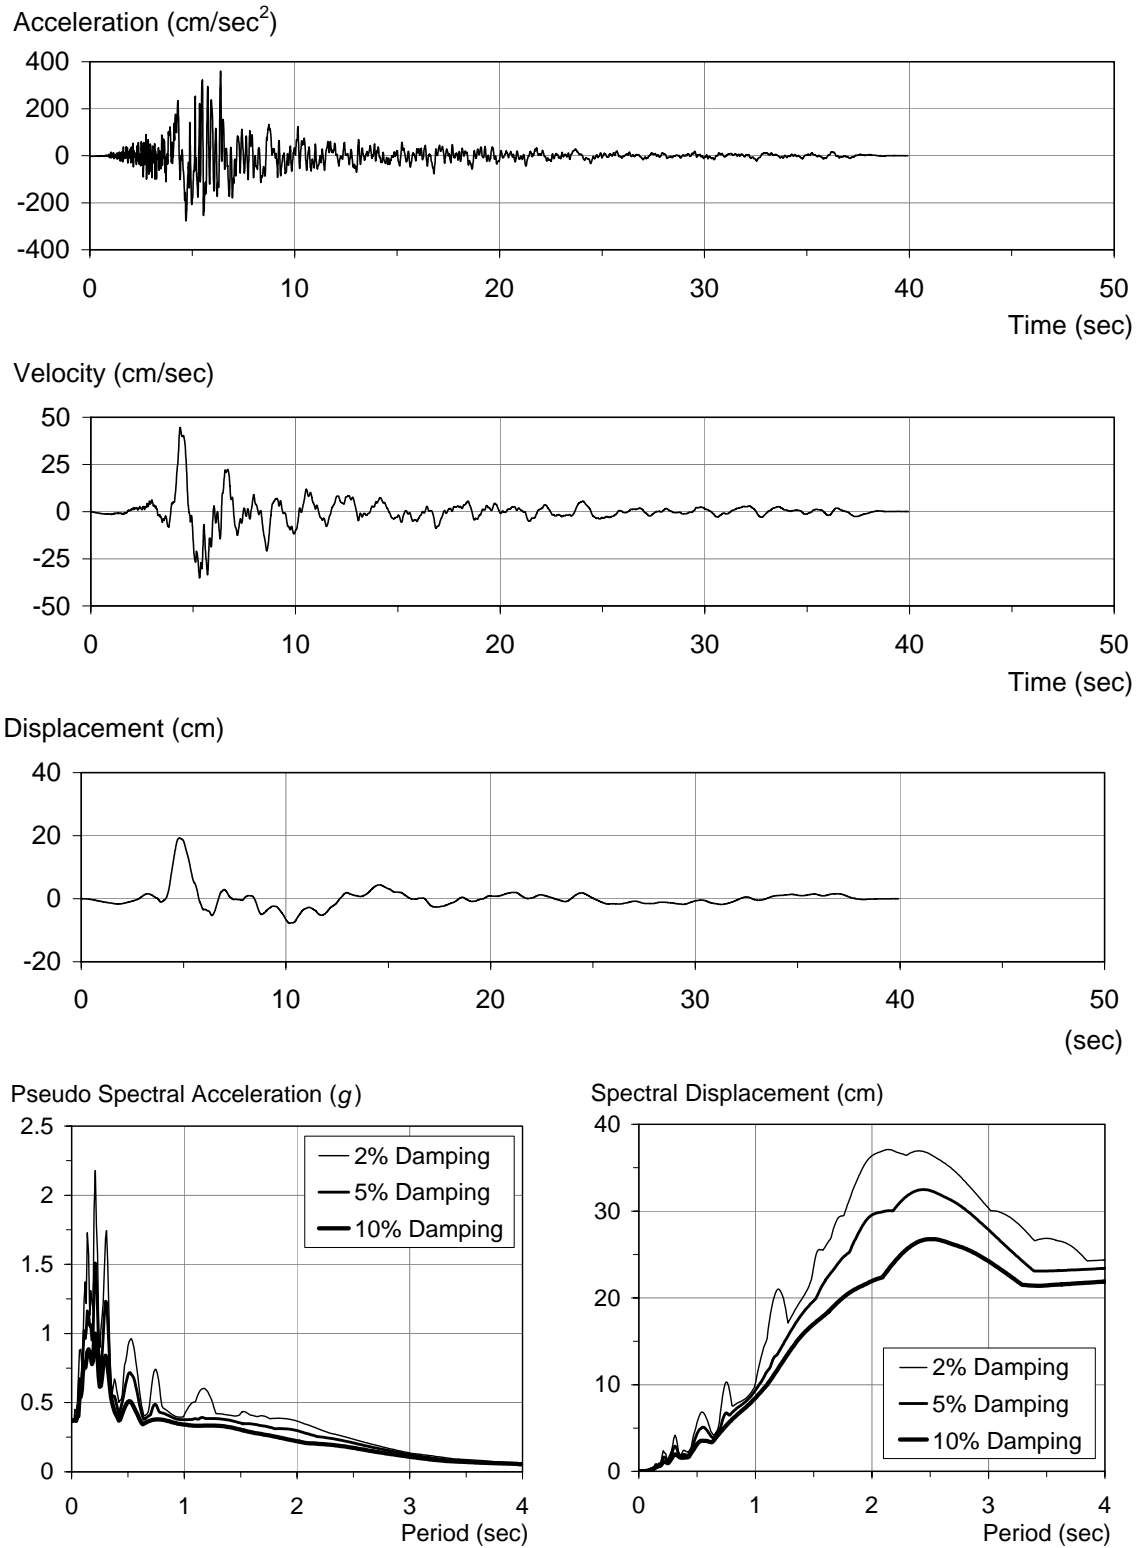 Acceleration (cm/sec²)
400
200
0
-200
-400
0 10 20 30 40 50
Time (sec)
Velocity (cm/sec)
50
25
0
-25
-50
0 10 20 30 40 50
Time (sec)
Displacement (cm)
40
20
0
-20
0 10 20 30 40 50
(sec)
Pseudo Spectral Acceleration (g)
2.5
2
1.5
1
0.5
0
2% Damping
5% Damping
10% Damping
0 1 2 3 4
Period (sec)
Spectral Displacement (cm)
40
30
20
10
0
2% Damping
5% Damping
10% Damping
0 1 2 3 4
Period (sec)